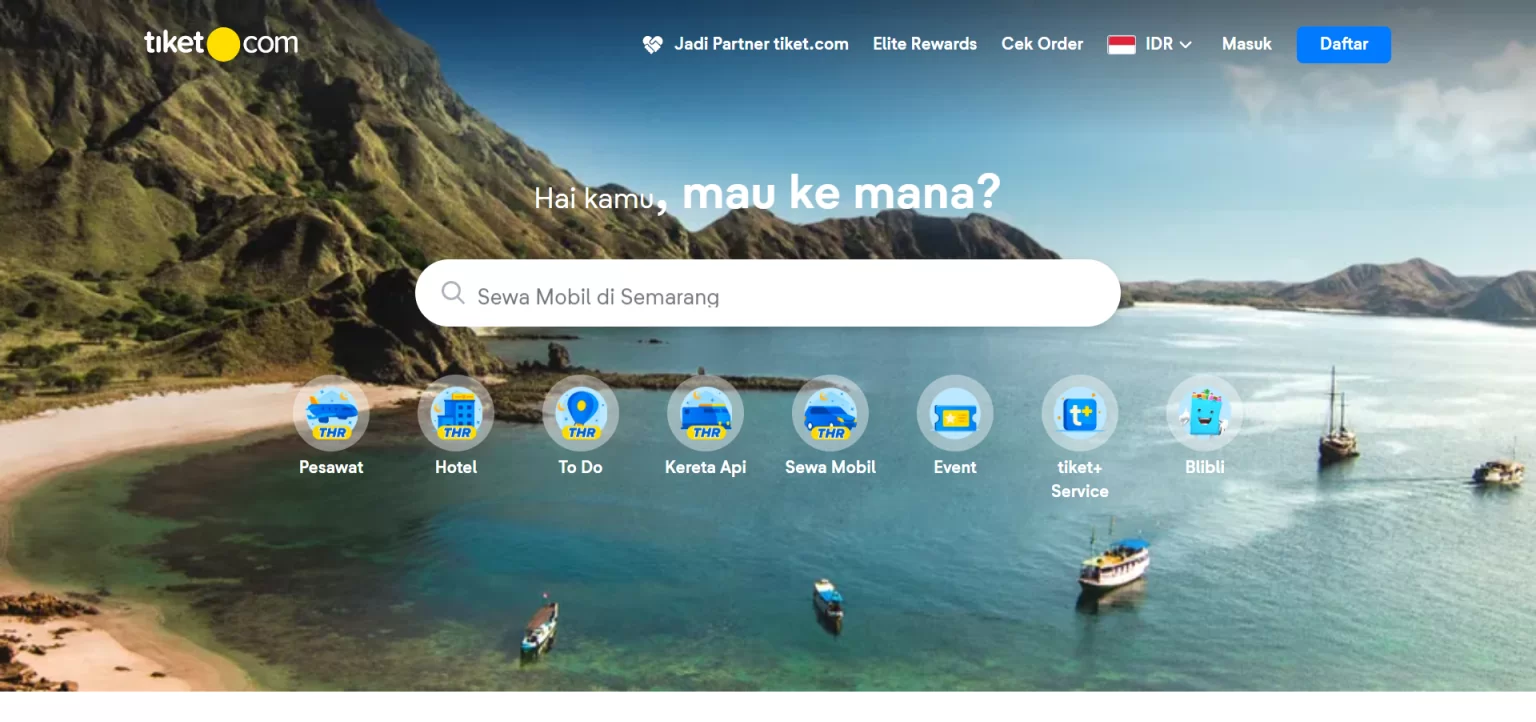 tiket com
Jadi Partner tiket.com
Elite Rewards
Cek Order
IDR
Masuk
Daftar
Hai kamu, mau ke mana?
Sewa Mobil di Semarang
THR
THR
THR
THR
THR
t+
Pesawat
Hotel
To Do
Kereta Api
Sewa Mobil
Event
tiket+
Service
Blibli